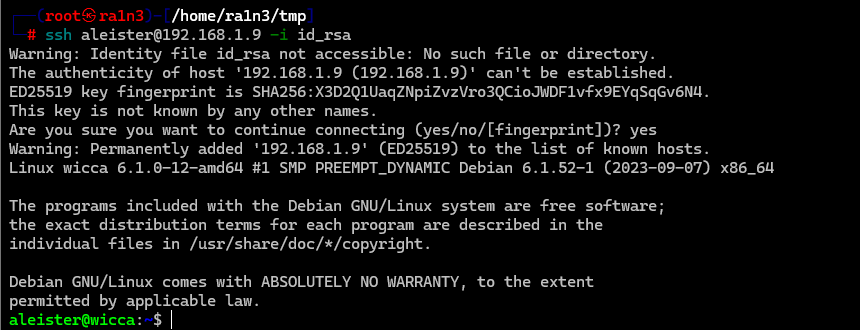 ┌──(root㉿ra1n3)-[/home/ra1n3/tmp]
└─# ssh aleister@192.168.1.9 -i id_rsa
Warning: Identity file id_rsa not accessible: No such file or directory.
The authenticity of host '192.168.1.9 (192.168.1.9)' can't be established.
ED25519 key fingerprint is SHA256:X3D2Q1UaqZNpiZvzVro3QCioJWDF1vfx9EYqSqGv6N4.
This key is not known by any other names.
Are you sure you want to continue connecting (yes/no/[fingerprint])? yes
Warning: Permanently added '192.168.1.9' (ED25519) to the list of known hosts.
Linux wicca 6.1.0-12-amd64 #1 SMP PREEMPT_DYNAMIC Debian 6.1.52-1 (2023-09-07) x86_64

The programs included with the Debian GNU/Linux system are free software;
the exact distribution terms for each program are described in the
individual files in /usr/share/doc/*/copyright.

Debian GNU/Linux comes with ABSOLUTELY NO WARRANTY, to the extent
permitted by applicable law.
aleister@wicca:~$